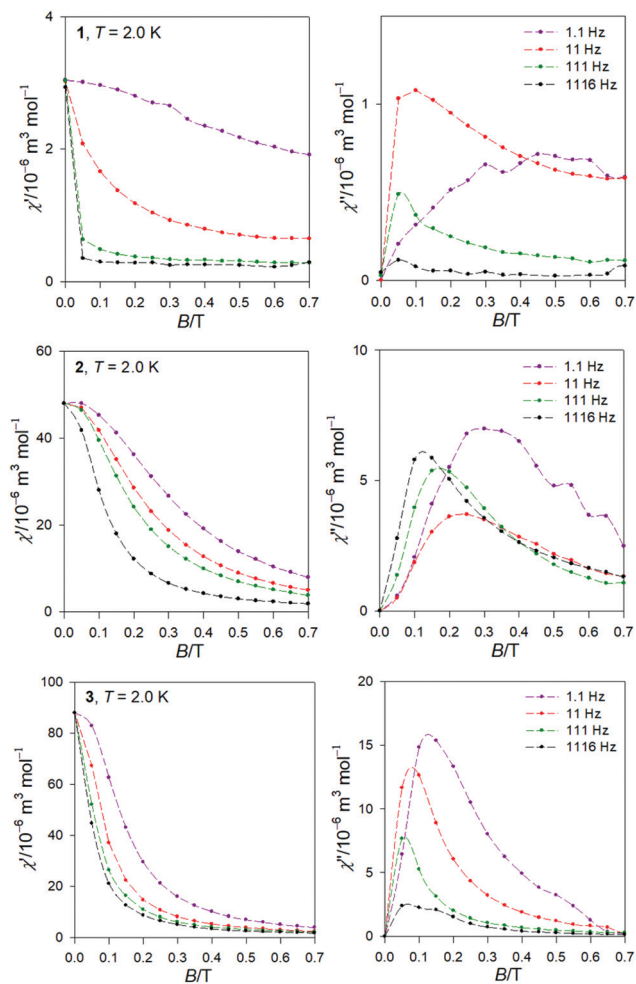 1, T = 2.0 K
χ'/10⁻⁶ m³ mol⁻¹
4
2
0
0.0 0.1 0.2 0.3 0.4 0.5 0.6 0.7
B/T
1.1 Hz
11 Hz
111 Hz
1116 Hz
χ"/10⁻⁶ m³ mol⁻¹
1
0
0.0 0.1 0.2 0.3 0.4 0.5 0.6 0.7
B/T
2, T = 2.0 K
χ'/10⁻⁶ m³ mol⁻¹
60
40
20
0
0.0 0.1 0.2 0.3 0.4 0.5 0.6 0.7
B/T
1.1 Hz
11 Hz
111 Hz
1116 Hz
χ"/10⁻⁶ m³ mol⁻¹
10
5
0
0.0 0.1 0.2 0.3 0.4 0.5 0.6 0.7
B/T
3, T = 2.0 K
χ'/10⁻⁶ m³ mol⁻¹
100
80
60
40
20
0
0.0 0.1 0.2 0.3 0.4 0.5 0.6 0.7
B/T
1.1 Hz
11 Hz
111 Hz
1116 Hz
χ"/10⁻⁶ m³ mol⁻¹
20
15
10
5
0
0.0 0.1 0.2 0.3 0.4 0.5 0.6 0.7
B/T